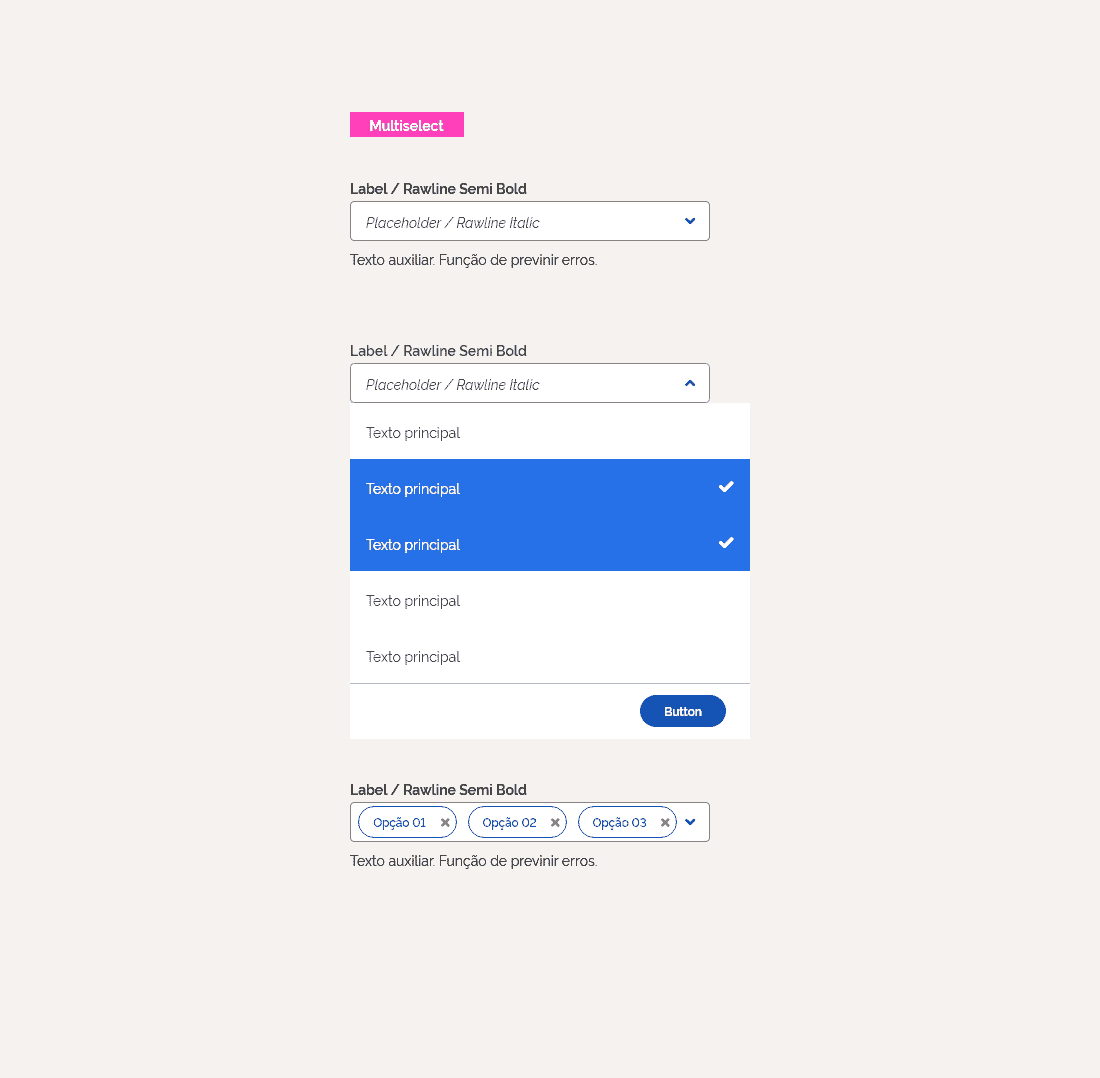 Multiselect
Label / Rawline Semi Bold
Placeholder / Rawline Italic
Texto auxiliar. Função de previnir erros.
Label / Rawline Semi Bold
Placeholder / Rawline Italic
Texto principal
Texto principal
Texto principal
Texto principal
Texto principal
Button
Label / Rawline Semi Bold
Opção 01 Opção 02 Opção 03
Texto auxiliar. Função de previnir erros.